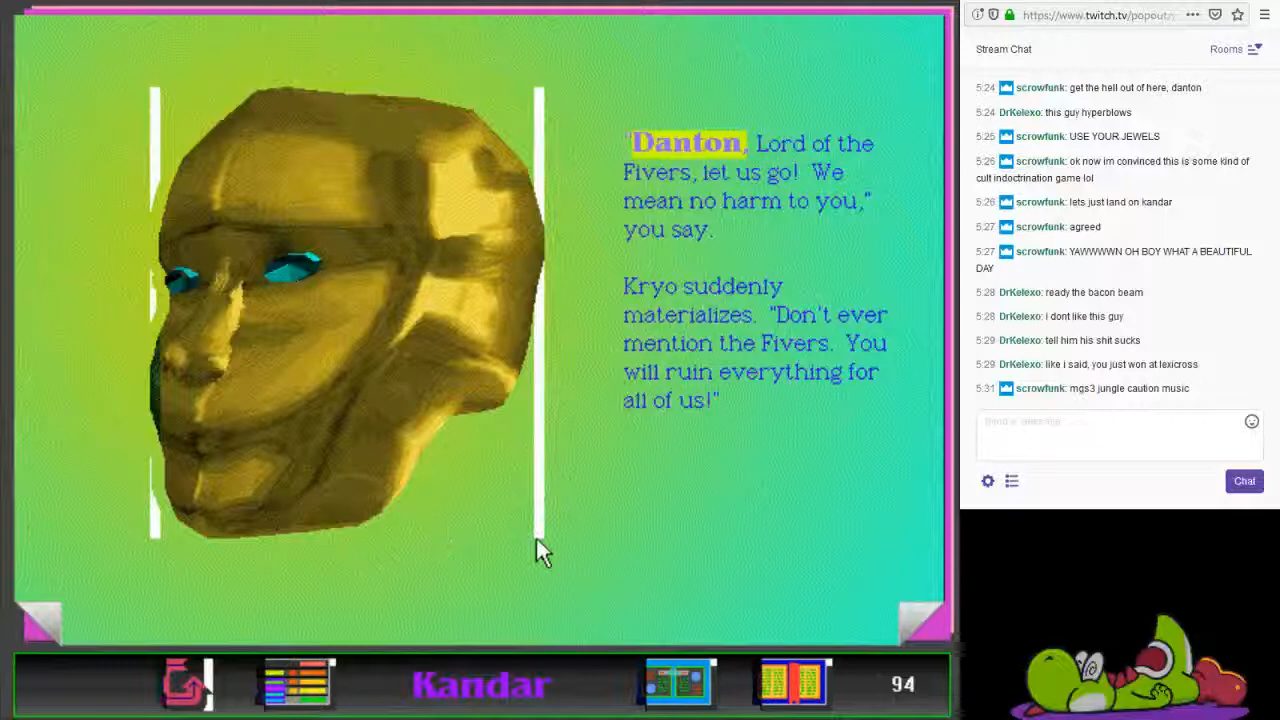 https://www.twitch.tv/popout/
Stream Chat
Rooms
5:24 scrowfunk: get the hell out of here, danton
5:24 DrKelexo: this guy hyperblows
5:25 scrowfunk: USE YOUR JEWELS
5:26 scrowfunk: ok now im convinced this is some kind of
cult indoctrination game lol
5:26 scrowfunk: lets just land on kandar
5:27 scrowfunk: agreed
5:27 scrowfunk: YAWWWWN OH BOY WHAT A BEAUTIFUL
DAY
5:28 DrKelexo: ready the bacon beam
5:28 DrKelexo: i dont like this guy
5:29 DrKelexo: tell him his shit sucks
5:29 DrKelexo: like i said, you just won at lexicross
5:31 scrowfunk: mgs3 jungle caution music
Chat
"Danton, Lord of the
Fivers, let us go! We
mean no harm to you,"
you say.
Kryo suddenly
materializes. "Don't ever
mention the Fivers. You
will ruin everything for
all of us!"
Kandar
94